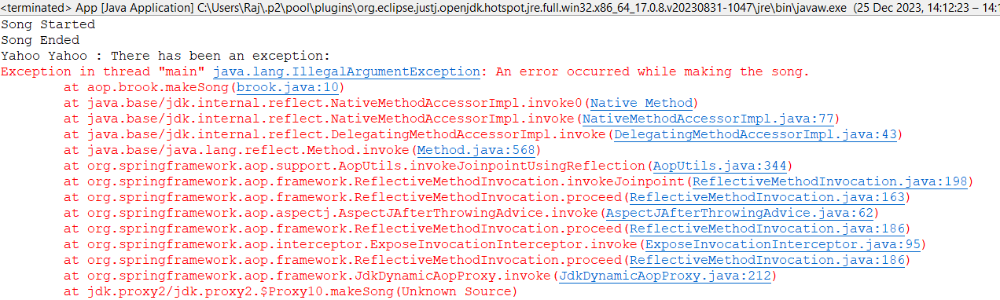 <terminated> App [Java Application] C:\Users\Raj\.p2\pool\plugins\org.eclipse.justj.openjdk.hotspot.jre.full.win32.x86_64_17.0.8.v20230831-1047\jre\bin\javaw.exe (25 Dec 2023, 14:12:23 – 14:1
Song Started
Song Ended
Yahoo Yahoo : There has been an exception:
Exception in thread "main" java.lang.IllegalArgumentException: An error occurred while making the song.
at aop.brook.makeSong(brook.java:10)
at java.base/jdk.internal.reflect.NativeMethodAccessorImpl.invoke0(Native Method)
at java.base/jdk.internal.reflect.NativeMethodAccessorImpl.invoke(NativeMethodAccessorImpl.java:77)
at java.base/jdk.internal.reflect.DelegatingMethodAccessorImpl.invoke(DelegatingMethodAccessorImpl.java:43)
at java.base/java.lang.reflect.Method.invoke(Method.java:568)
at org.springframework.aop.support.AopUtils.invokeJoinpointUsingReflection(AopUtils.java:344)
at org.springframework.aop.framework.ReflectiveMethodInvocation.invokeJoinpoint(ReflectiveMethodInvocation.java:198)
at org.springframework.aop.framework.ReflectiveMethodInvocation.proceed(ReflectiveMethodInvocation.java:163)
at org.springframework.aop.aspectj.AspectJAfterThrowingAdvice.invoke(AspectJAfterThrowingAdvice.java:62)
at org.springframework.aop.framework.ReflectiveMethodInvocation.proceed(ReflectiveMethodInvocation.java:186)
at org.springframework.aop.interceptor.ExposeInvocationInterceptor.invoke(ExposeInvocationInterceptor.java:95)
at org.springframework.aop.framework.ReflectiveMethodInvocation.proceed(ReflectiveMethodInvocation.java:186)
at org.springframework.aop.framework.JdkDynamicAopProxy.invoke(JdkDynamicAopProxy.java:212)
at jdk.proxy2/jdk.proxy2.$Proxy10.makeSong(Unknown Source)